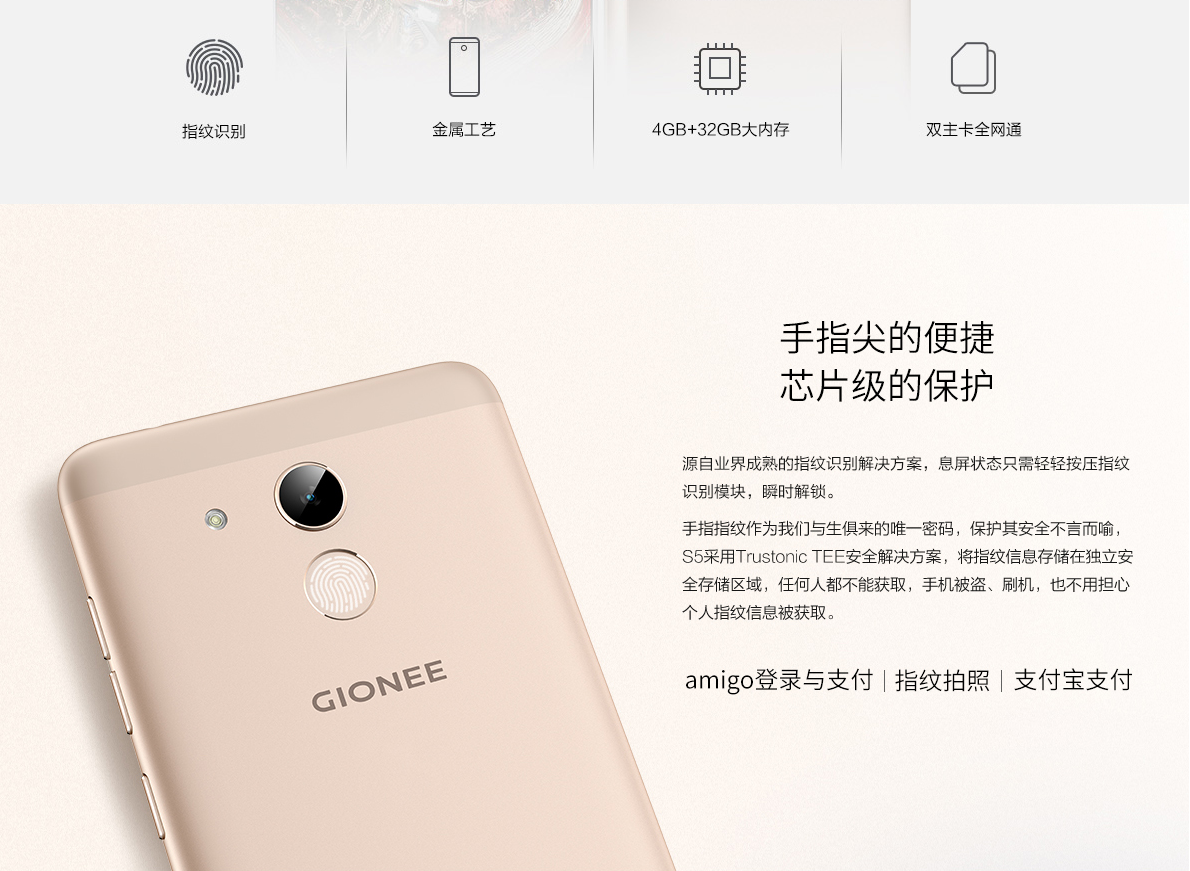 指纹识别
金属工艺
4GB+32GB大内存
双主卡全网通
手指尖的便捷
芯片级的保护
源自业界成熟的指纹识别解决方案，息屏状态只需轻轻按压指纹
识别模块，瞬时解锁。
手指指纹作为我们与生俱来的唯一密码，保护其安全不言而喻，
S5采用Trustonic TEE安全解决方案，将指纹信息存储在独立安
全存储区域，任何人都不能获取，手机被盗、刷机，也不用担心
个人指纹信息被获取。
amigo登录与支付 | 指纹拍照 | 支付宝支付
GIONEE